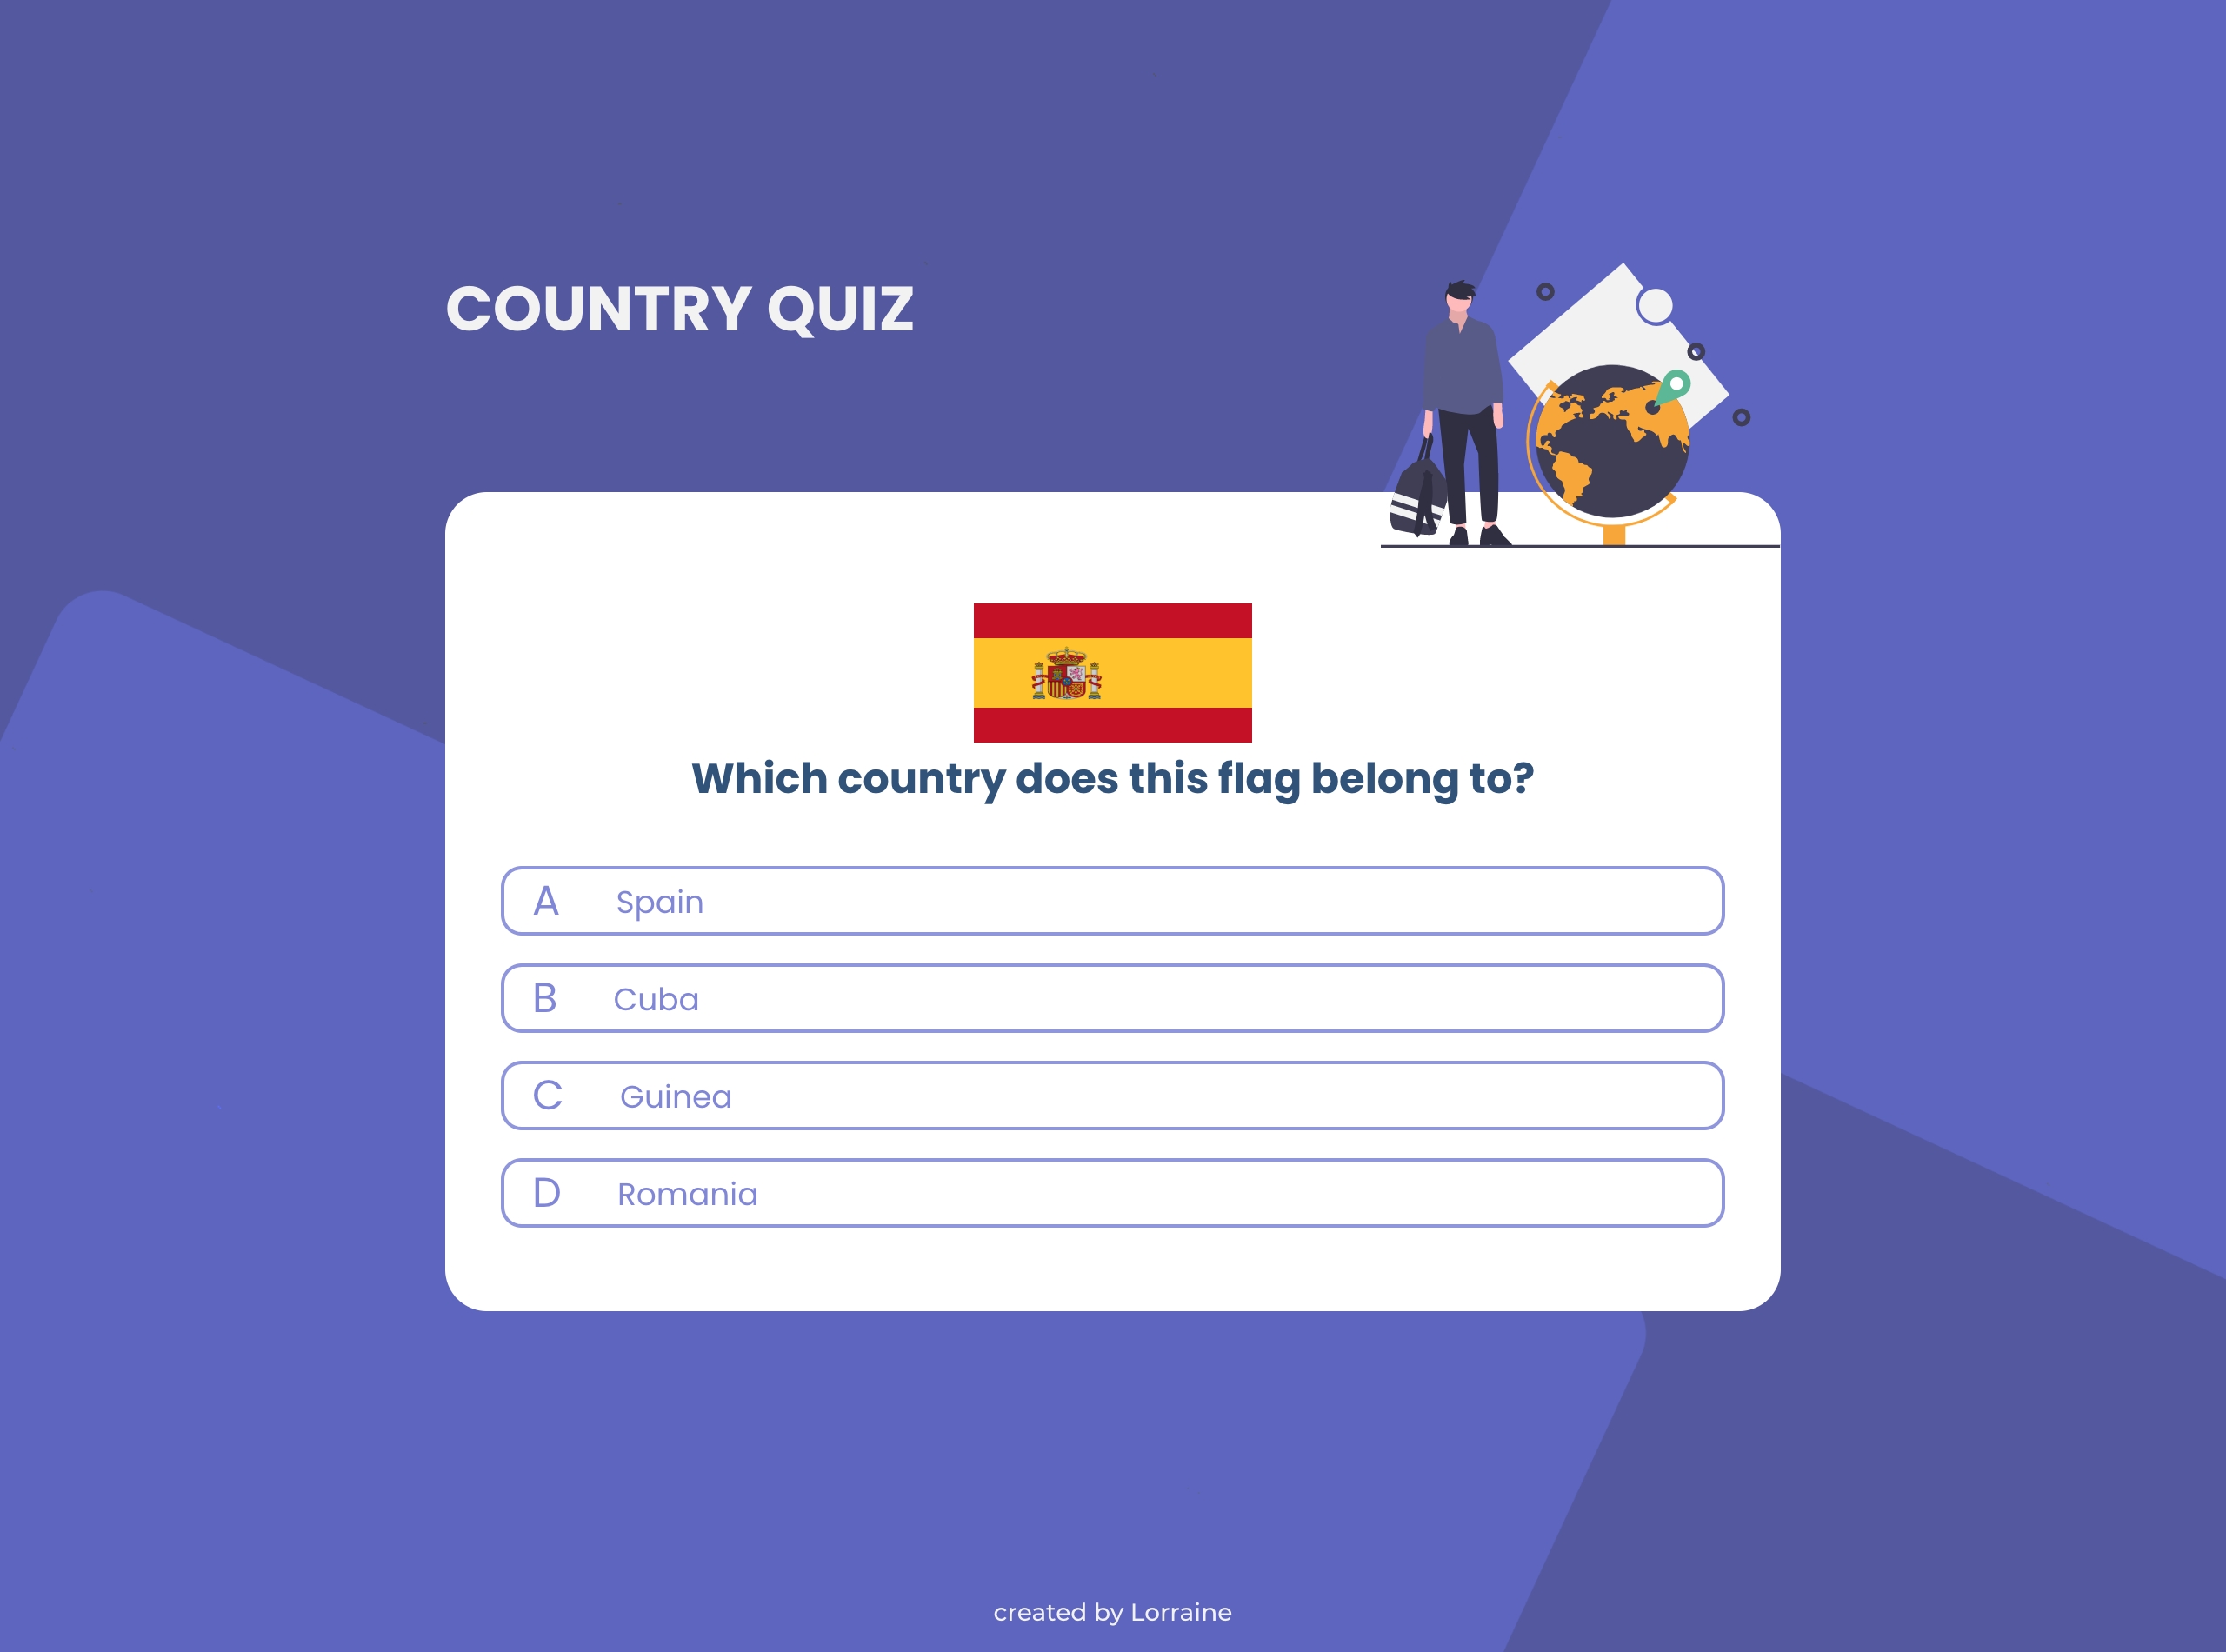 COUNTRY QUIZ
Which country does this flag belong to?
A Spain
B Cuba
C Guinea
D Romania
created by Lorraine